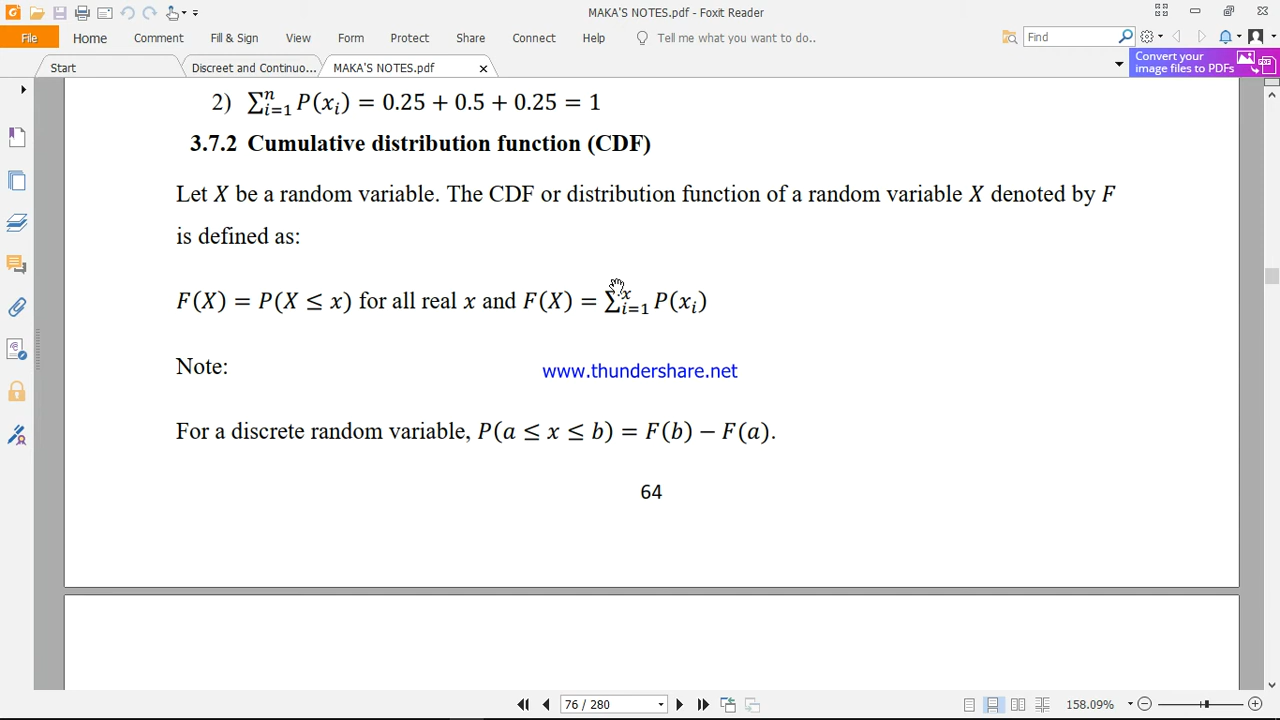 MAKA'S NOTES.pdf - Foxit Reader
File Home Comment Fill & Sign View Form Protect Share Connect Help Tell me what you want to do.. Find
Start Discreet and Continuo... MAKA'S NOTES.pdf Convert your image files to PDFs
2) ∑ⁿᵢ₌₁ P(xᵢ) = 0.25 + 0.5 + 0.25 = 1
3.7.2 Cumulative distribution function (CDF)
Let X be a random variable. The CDF or distribution function of a random variable X denoted by F
is defined as:
F(X) = P(X ≤ x) for all real x and F(X) = ∑ˣᵢ₌₁ P(xᵢ)
Note:
www.thundershare.net
For a discrete random variable, P(a ≤ x ≤ b) = F(b) − F(a).
64
76 / 280 158.09%